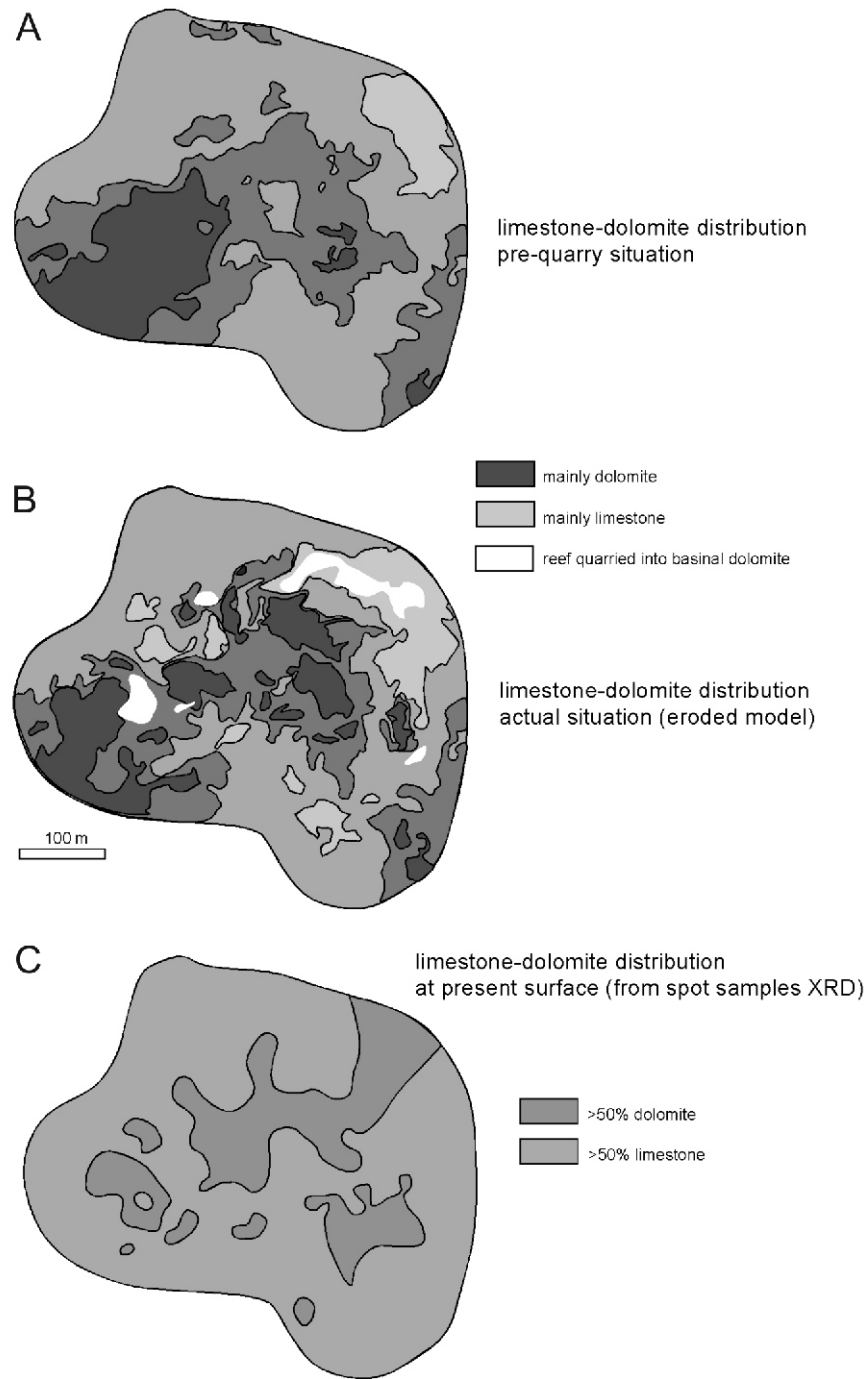 A
limestone-dolomite distribution
pre-quarry situation
mainly dolomite
mainly limestone
reef quarried into basinal dolomite
B
limestone-dolomite distribution
actual situation (eroded model)
100 m
C
limestone-dolomite distribution
at present surface (from spot samples XRD)
>50% dolomite
>50% limestone